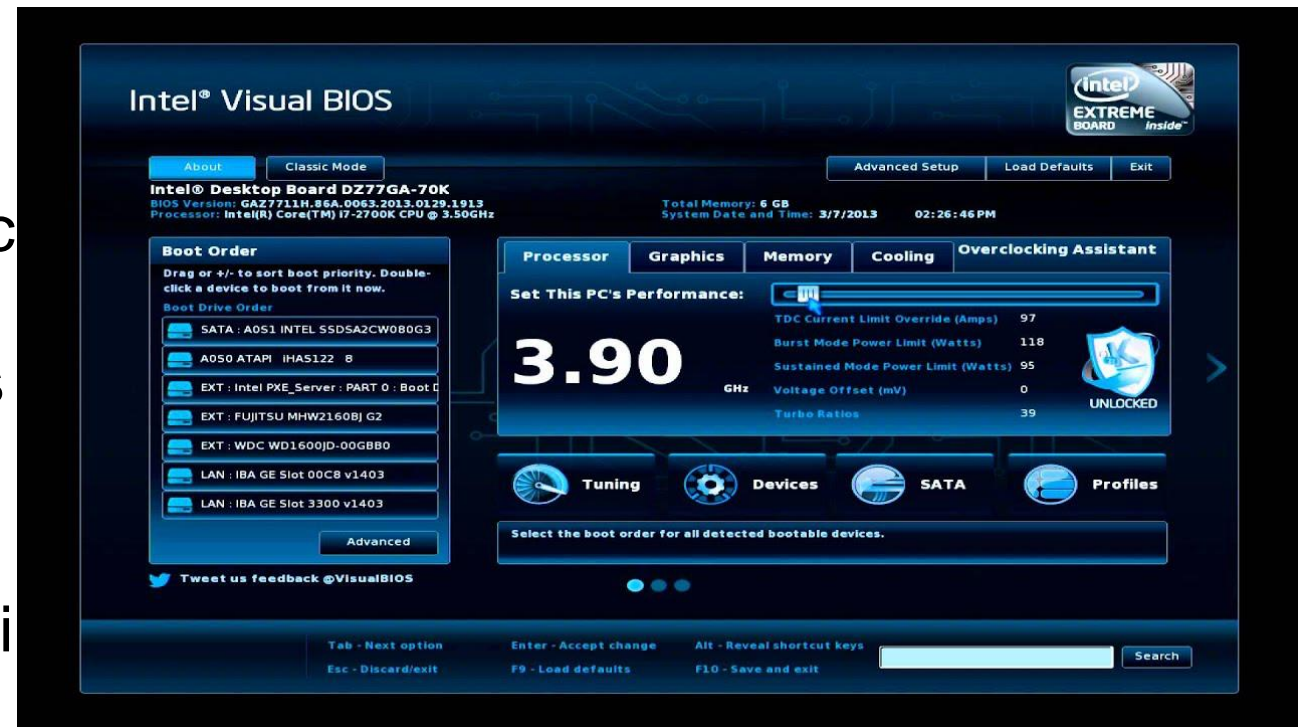 Intel® Visual BIOS
intel
EXTREME
BOARD inside™
About
Classic Mode
Advanced Setup
Load Defaults
Exit
Intel® Desktop Board DZ77GA-70K
BIOS Version: GAZ7711H.86A.0063.2013.0129.1913
Processor: Intel(R) Core(TM) i7-2700K CPU @ 3.50GHz
Total Memory: 6 GB
System Date and Time: 3/7/2013 02:26:46 PM
c
s
i
Boot Order
Drag or +/- to sort boot priority. Double-
click a device to boot from it now.
Boot Drive Order
SATA : A0S1 INTEL SSDSA2CW080G3
A0S0 ATAPI iHAS122 8
EXT : Intel PXE_Server : PART 0 : Boot D
EXT : FUJITSU MHW2160BJ G2
EXT : WDC WD1600JD-00GBB0
LAN : IBA GE Slot 00C8 v1403
LAN : IBA GE Slot 3300 v1403
Advanced
Tweet us feedback @VisualBIOS
Processor
Graphics
Memory
Cooling
Overclocking Assistant
Set This PC's Performance:
3.90
GHz
TDC Current Limit Override (Amps) 97
Burst Mode Power Limit (Watts) 118
Sustained Mode Power Limit (Watts) 95
Voltage Offset (mV) 0
Turbo Ratios 39
K
UNLOCKED
Tuning
Devices
SATA
Profiles
Select the boot order for all detected bootable devices.
Tab - Next option
Enter - Accept change
Alt - Reveal shortcut keys
Esc - Discard/exit
F9 - Load defaults
F10 - Save and exit
Search